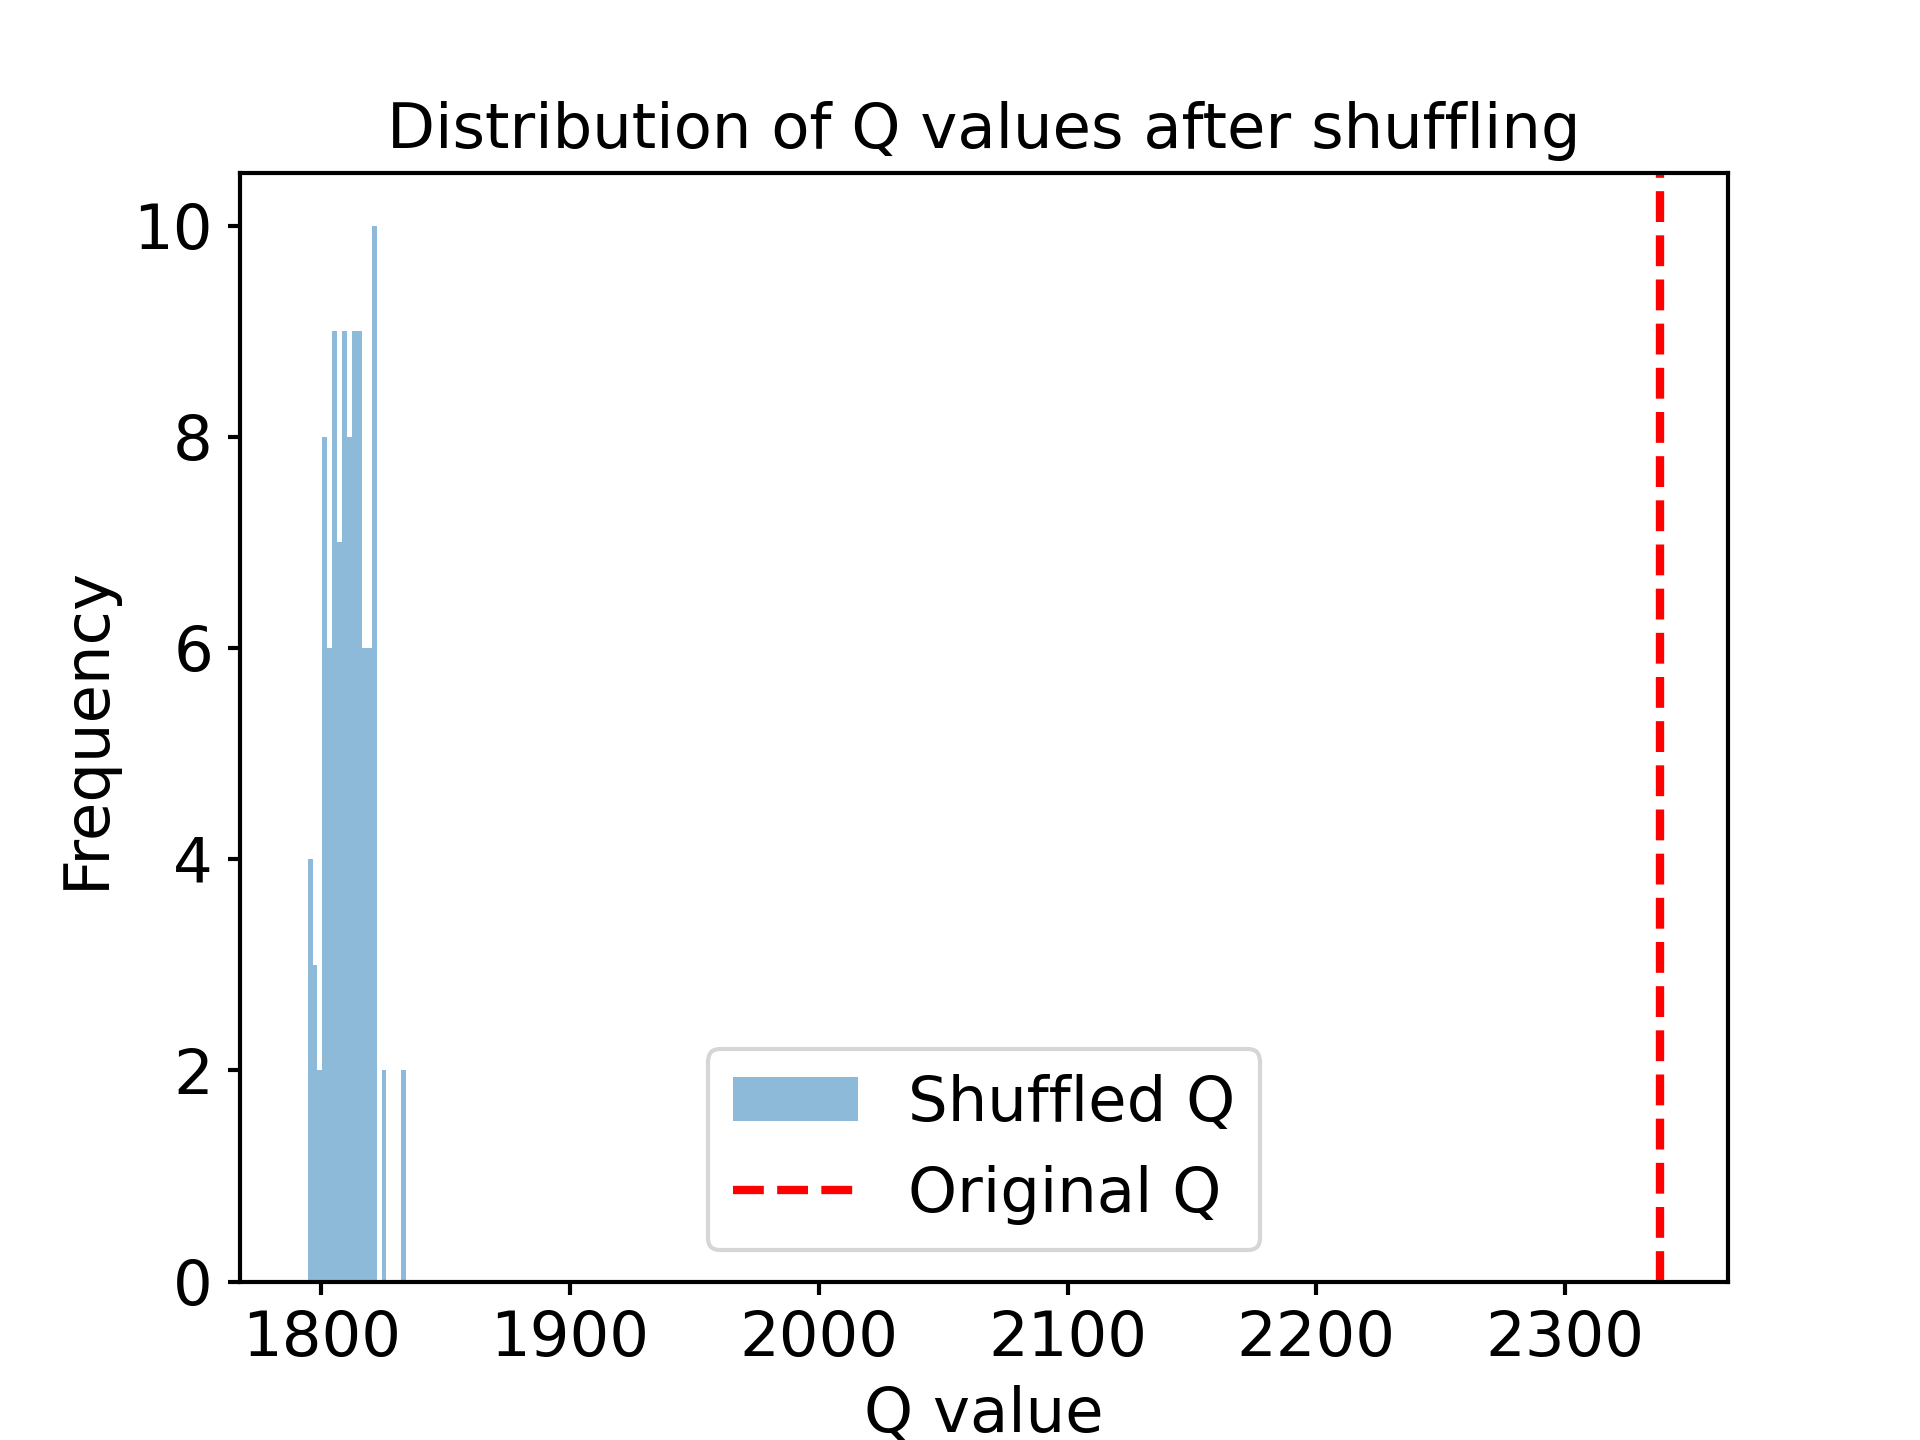 Distribution of Q values after shuffling
10
8
6
4
2
0
Frequency
Shuffled Q
Original Q
1800 1900 2000 2100 2200 2300
Q value